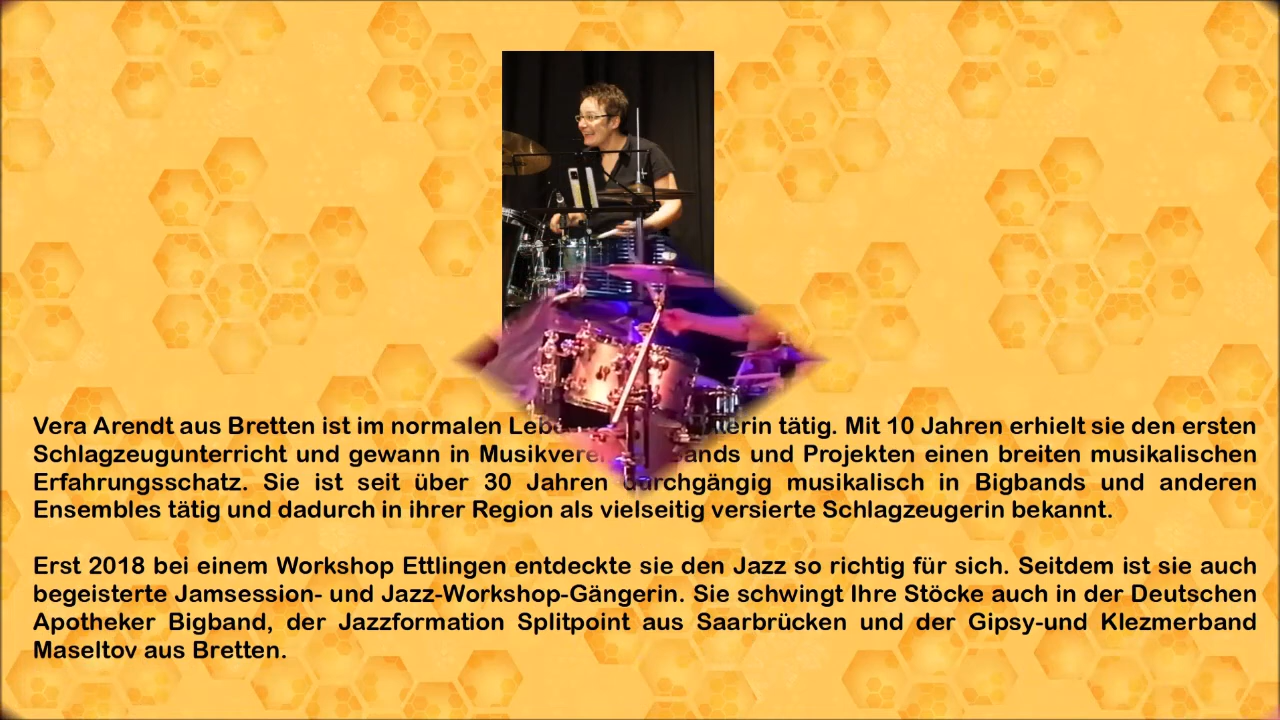 Vera Arendt aus Bretten ist im normalen tätig. Mit 10 Jahren erhielt sie den ersten
Schlagzeugunterricht und gewann in und Projekten einen breiten musikalischen
Erfahrungsschatz. Sie ist seit über 30 Jahren durchgängig musikalisch in Bigbands und anderen
Ensembles tätig und dadurch in ihrer Region als vielseitig versierte Schlagzeugerin bekannt.
Erst 2018 bei einem Workshop Ettlingen entdeckte sie den Jazz so richtig für sich. Seitdem ist sie auch
begeisterte Jamsession- und Jazz-Workshop-Gängerin. Sie schwingt Ihre Stöcke auch in der Deutschen
Apotheker Bigband, der Jazzformation Splitpoint aus Saarbrücken und der Gipsy-und Klezmerband
Maseltov aus Bretten.